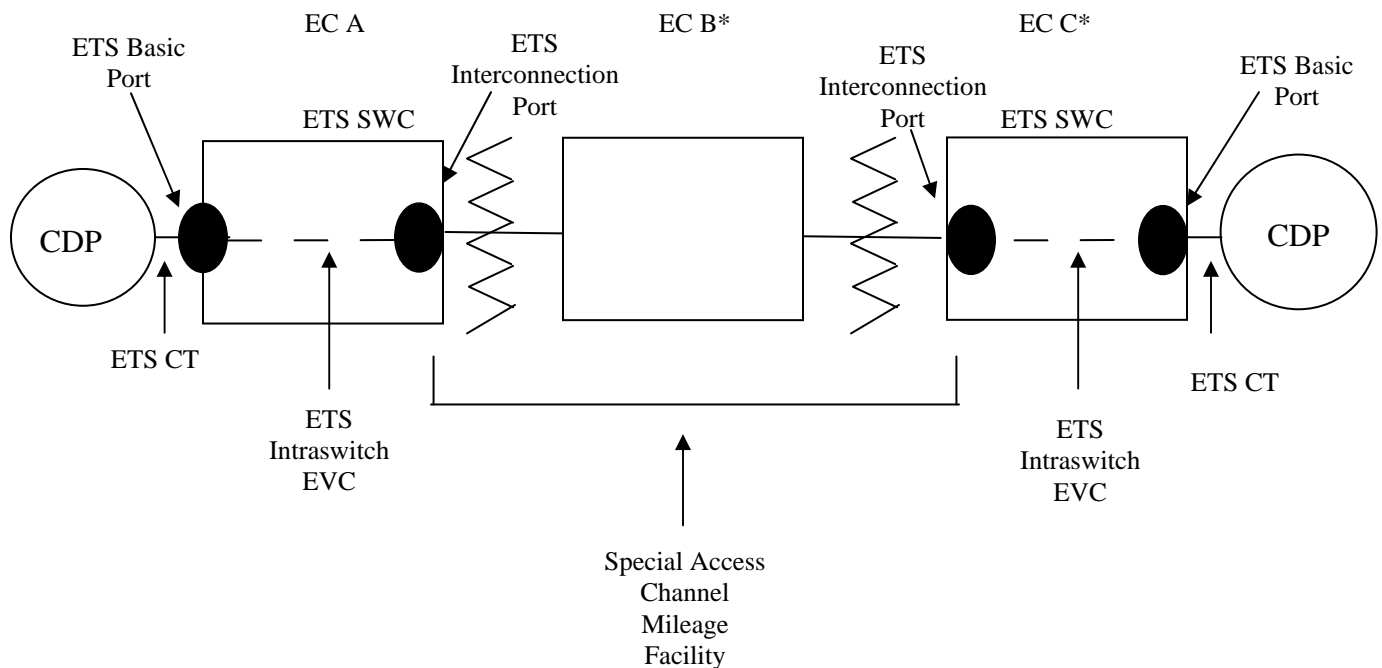 EC A
EC B*
EC C*
ETS Basic
Port
ETS
Interconnection
Port
ETS
Interconnection
Port
ETS Basic
Port
ETS SWC
ETS SWC
CDP
CDP
ETS CT
ETS CT
ETS
Intraswitch
EVC
ETS
Intraswitch
EVC
Special Access
Channel
Mileage
Facility